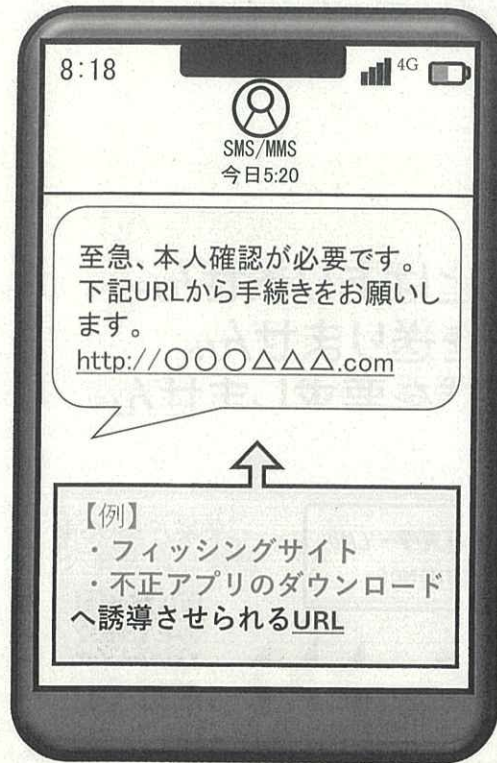 8:18
4G
SMS/MMS
今日5:20
至急、本人確認が必要です。
下記URLから手続きをお願いし
ます。
http://〇〇〇△△△.com
【例】
・フィッシングサイト
・不正アプリのダウンロード
へ誘導させられるURL